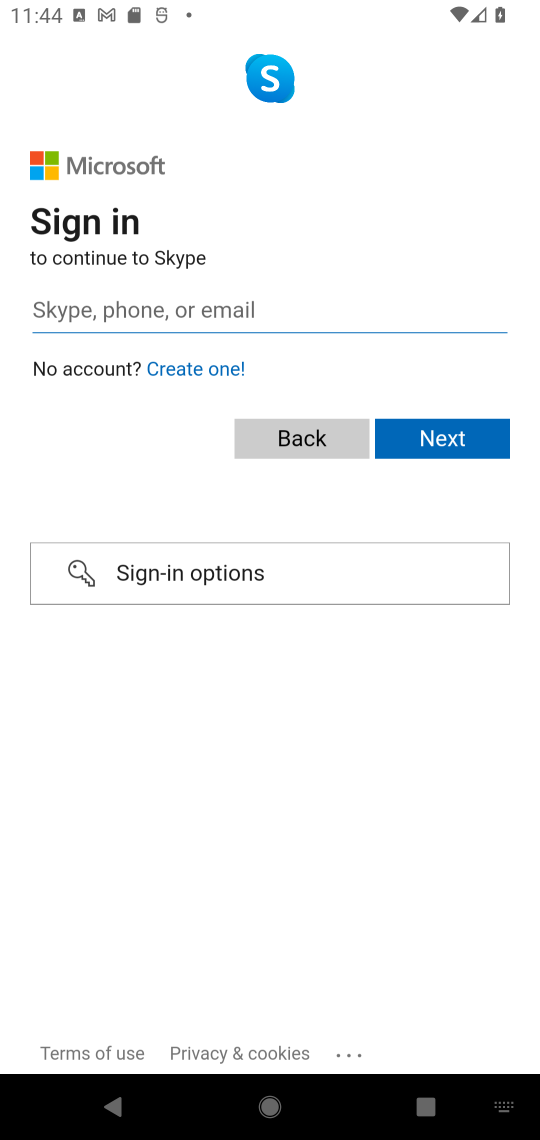 11:44
S
Microsoft
Sign in
to continue to Skype
Skype, phone, or email
No account? Create one!
Back Next
Sign-in options
Terms of use Privacy & cookies ...